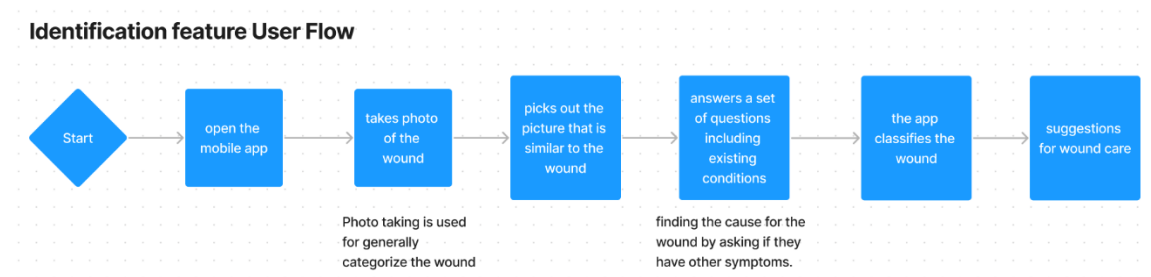 Identification feature User Flow
Start
open the
mobile app
takes photo
of the
wound
picks out the
picture that is
similar to the
wound
answers a set
of questions
including
existing
conditions
the app
classifies the
wound
suggestions
for wound care
Photo taking is used
for generally
categorize the wound
finding the cause for the
wound by asking if they
have other symptoms.